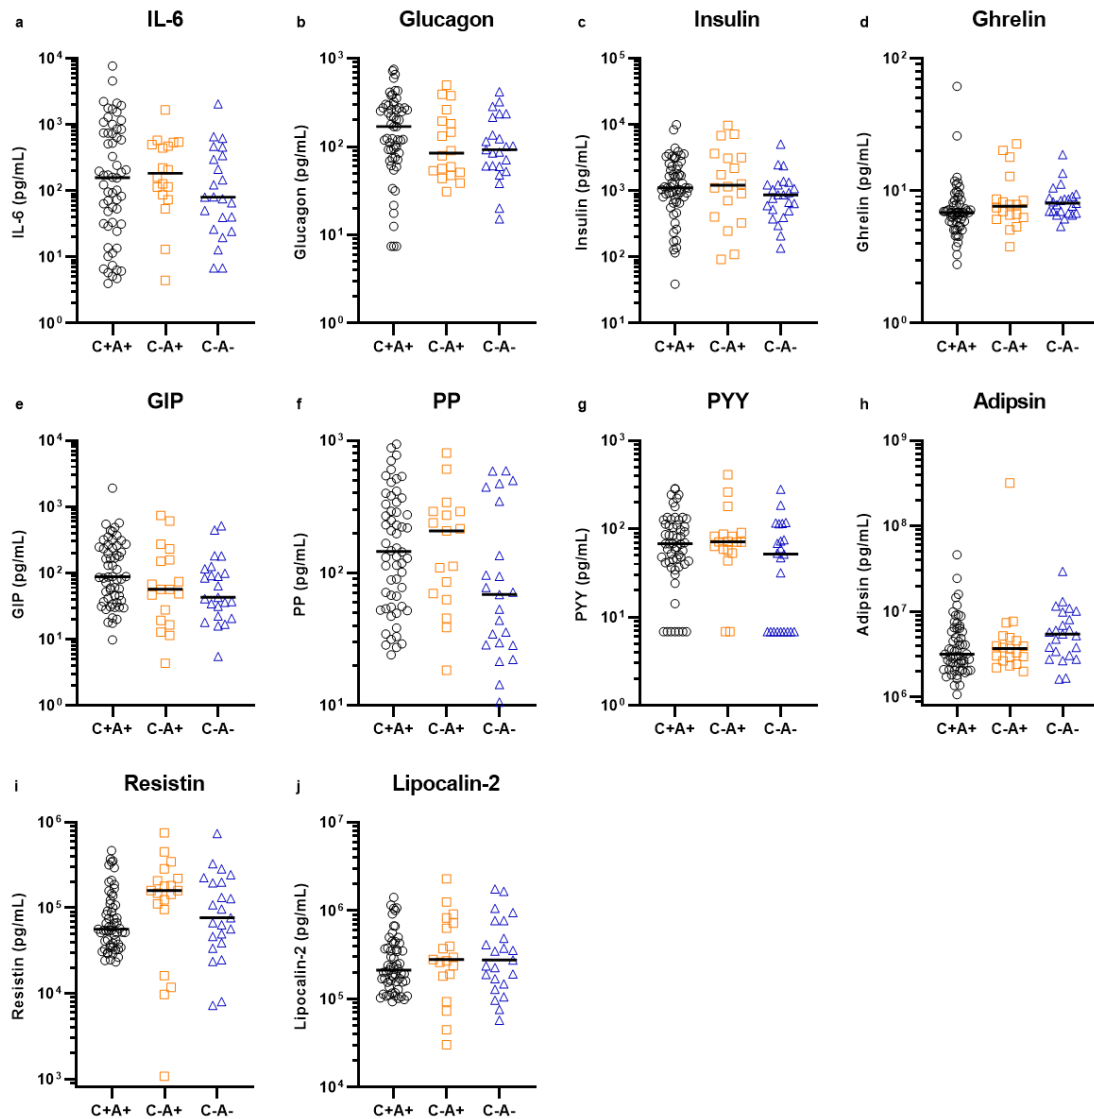 a IL-6
IL-6 (pg/mL)
10⁴
10³
10²
10¹
10⁰
C+A+ C-A+ C-A-
b Glucagon
Glucagon (pg/mL)
10³
10²
10¹
10⁰
C+A+ C-A+ C-A-
c Insulin
Insulin (pg/mL)
10⁵
10⁴
10³
10²
10¹
C+A+ C-A+ C-A-
d Ghrelin
Ghrelin (pg/mL)
10²
10¹
10⁰
C+A+ C-A+ C-A-
e GIP
GIP (pg/mL)
10⁴
10³
10²
10¹
10⁰
C+A+ C-A+ C-A-
f PP
PP (pg/mL)
10³
10²
10¹
C+A+ C-A+ C-A-
g PYY
PYY (pg/mL)
10³
10²
10¹
10⁰
C+A+ C-A+ C-A-
h Adipsin
Adipsin (pg/mL)
10⁹
10⁸
10⁷
10⁶
C+A+ C-A+ C-A-
i Resistin
Resistin (pg/mL)
10⁶
10⁵
10⁴
10³
C+A+ C-A+ C-A-
j Lipocalin-2
Lipocalin-2 (pg/mL)
10⁷
10⁶
10⁵
10⁴
C+A+ C-A+ C-A-